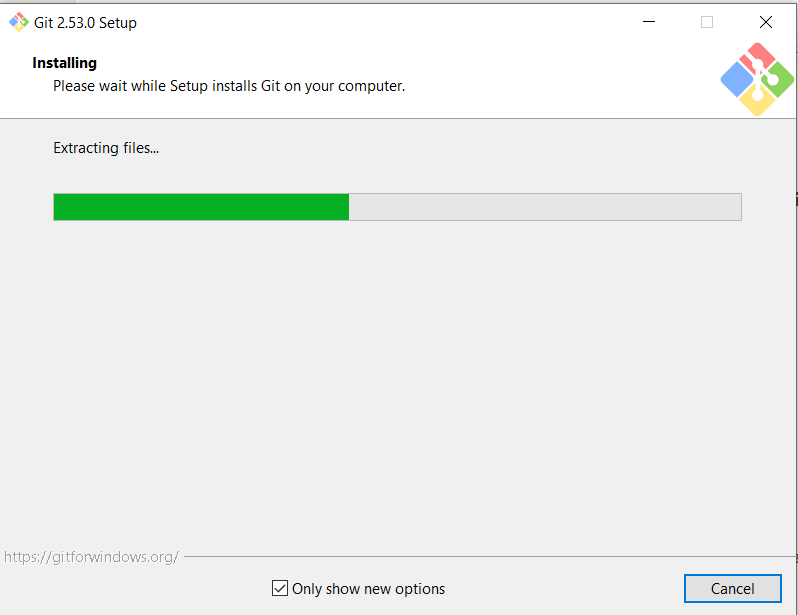 Git 2.53.0 Setup
Installing
Please wait while Setup installs Git on your computer.
Extracting files...
https://gitforwindows.org/
Only show new options
Cancel